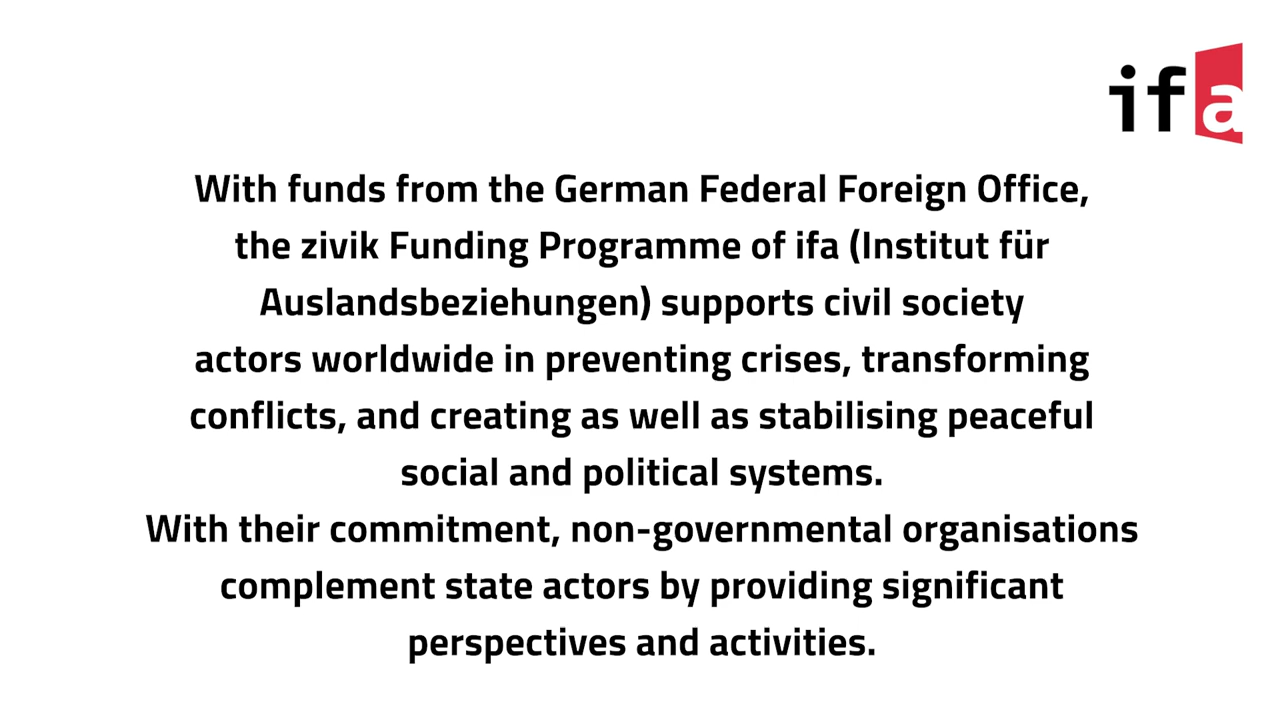 ifa
With funds from the German Federal Foreign Office,
the zivik Funding Programme of ifa (Institut für
Auslandsbeziehungen) supports civil society
actors worldwide in preventing crises, transforming
conflicts, and creating as well as stabilising peaceful
social and political systems.
With their commitment, non-governmental organisations
complement state actors by providing significant
perspectives and activities.